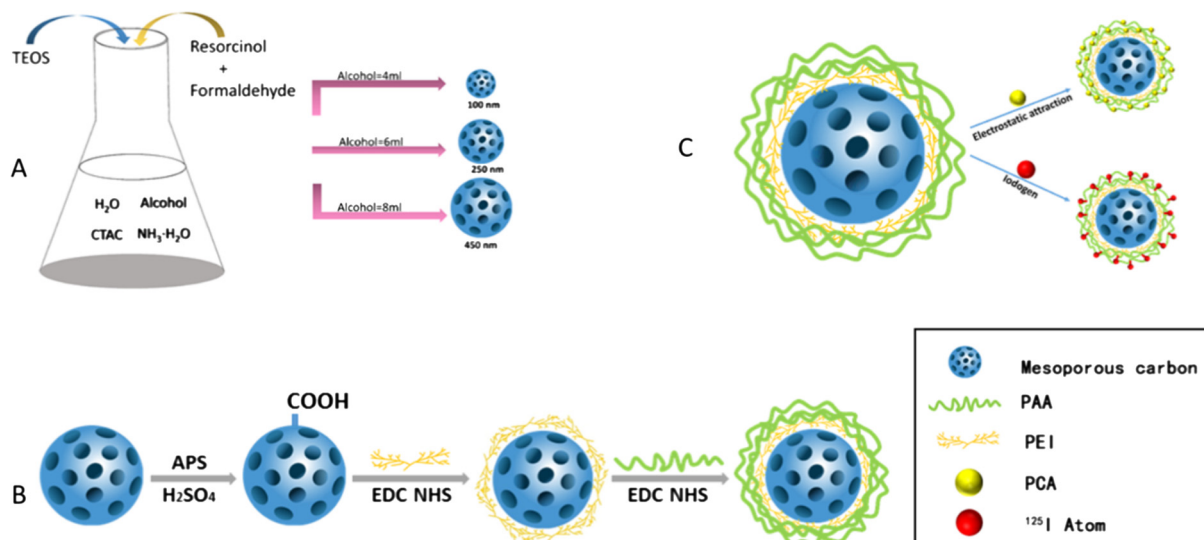 A
TEOS
Resorcinol
+
Formaldehyde
H₂O Alcohol
CTAC NH₃·H₂O
Alcohol=4ml
100 nm
Alcohol=6ml
250 nm
Alcohol=8ml
450 nm
C
Electrostatic attraction
Iodogen
B
APS
H₂SO₄
COOH
EDC NHS
EDC NHS
Mesoporous carbon
PAA
PEI
PCA
¹²⁵I Atom